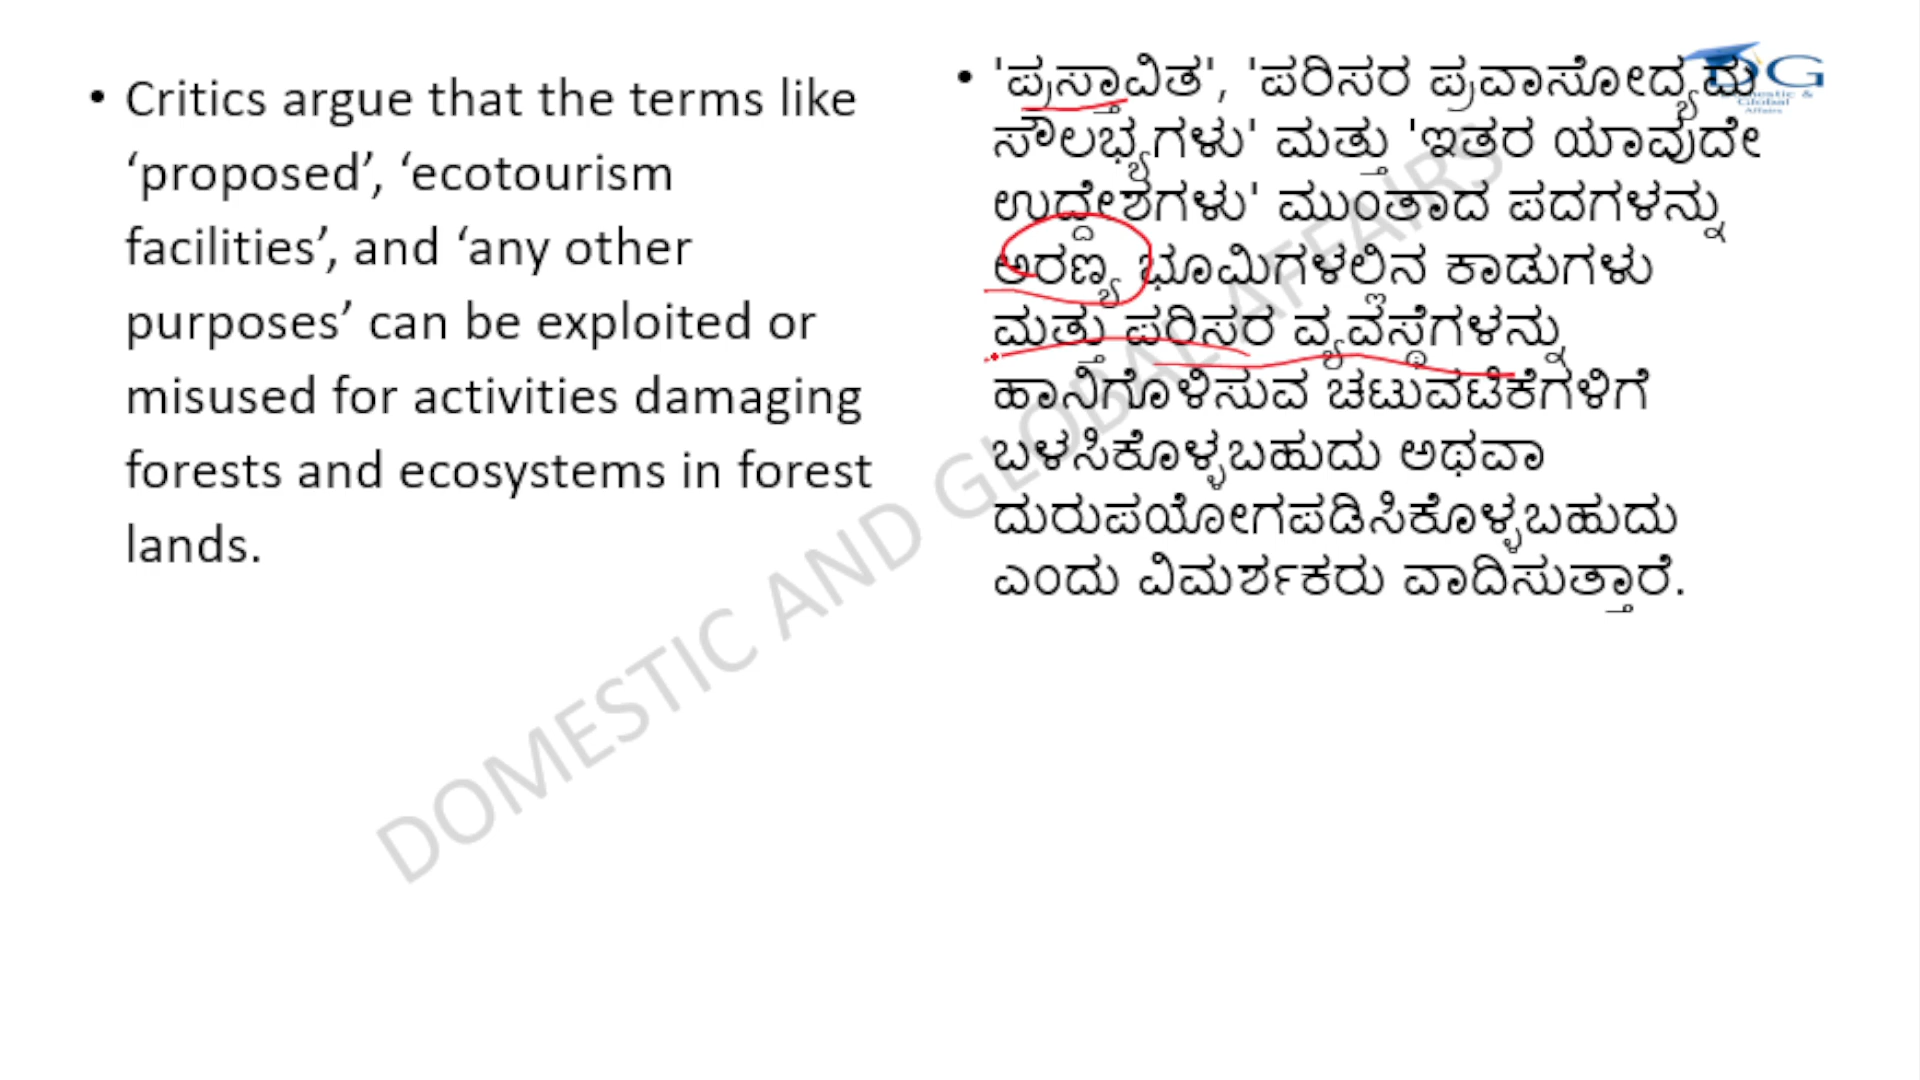 • Critics argue that the terms like
‘proposed’, ‘ecotourism
facilities’, and ‘any other
purposes’ can be exploited or
misused for activities damaging
forests and ecosystems in forest
lands.
• 'ಪ್ರಸ್ತಾವಿತ', 'ಪರಿಸರ ಪ್ರವಾಸೋದ್ಯಮ
ಸೌಲಭ್ಯಗಳು' ಮತ್ತು 'ಇತರ ಯಾವುದೇ
ಉದ್ದೇಶಗಳು' ಮುಂತಾದ ಪದಗಳನ್ನು
ಅರಣ್ಯ ಭೂಮಿಗಳಲ್ಲಿನ ಕಾಡುಗಳು
ಮತ್ತು ಪರಿಸರ ವ್ಯವಸ್ಥೆಗಳನ್ನು
ಹಾನಿಗೊಳಿಸುವ ಚಟುವಟಿಕೆಗಳಿಗೆ
ಬಳಸಿಕೊಳ್ಳಬಹುದು ಅಥವಾ
ದುರುಪಯೋಗಪಡಿಸಿಕೊಳ್ಳಬಹುದು
ಎಂದು ವಿಮರ್ಶಕರು ವಾದಿಸುತ್ತಾರೆ.
DG
Global
Affairs
DOMESTIC AND GLOBAL AFFAIRS